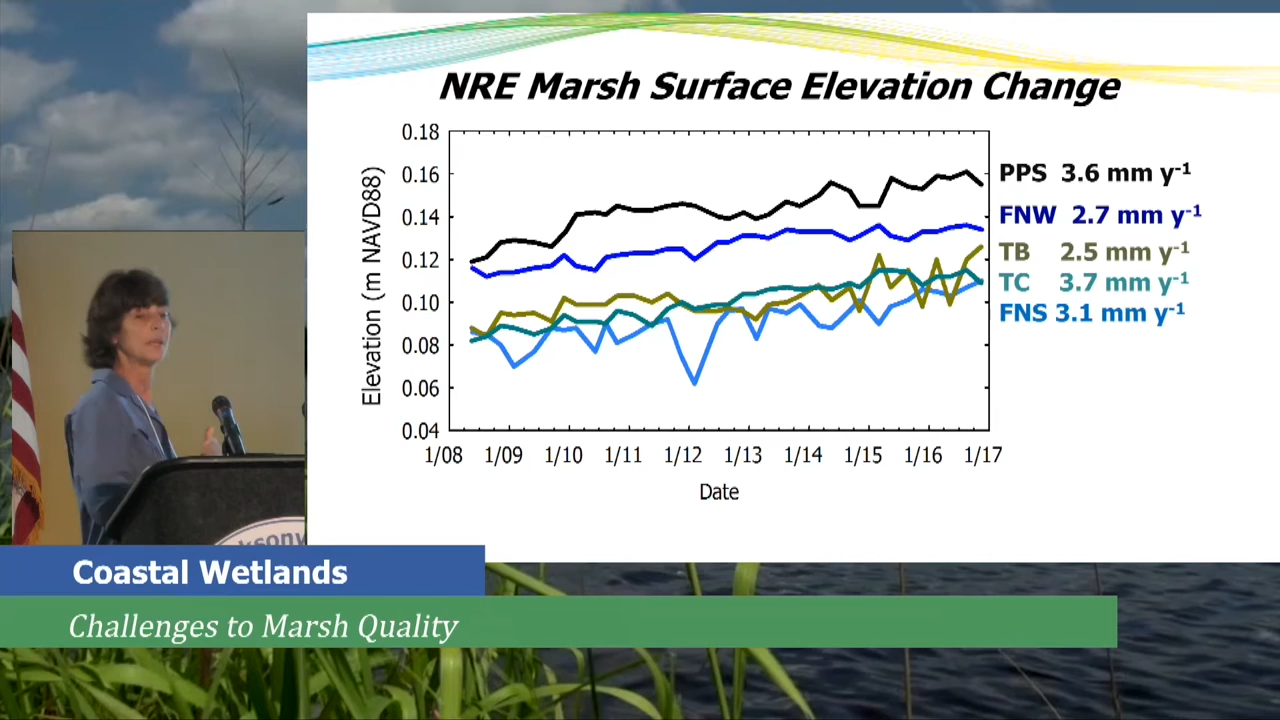 NRE Marsh Surface Elevation Change
0.18
0.16
0.14
0.12
0.10
0.08
0.06
0.04
Elevation (m NAVD88)
1/08 1/09 1/10 1/11 1/12 1/13 1/14 1/15 1/16 1/17
Date
PPS 3.6 mm y-1
FNW 2.7 mm y-1
TB 2.5 mm y-1
TC 3.7 mm y-1
FNS 3.1 mm y-1
Coastal Wetlands
Challenges to Marsh Quality